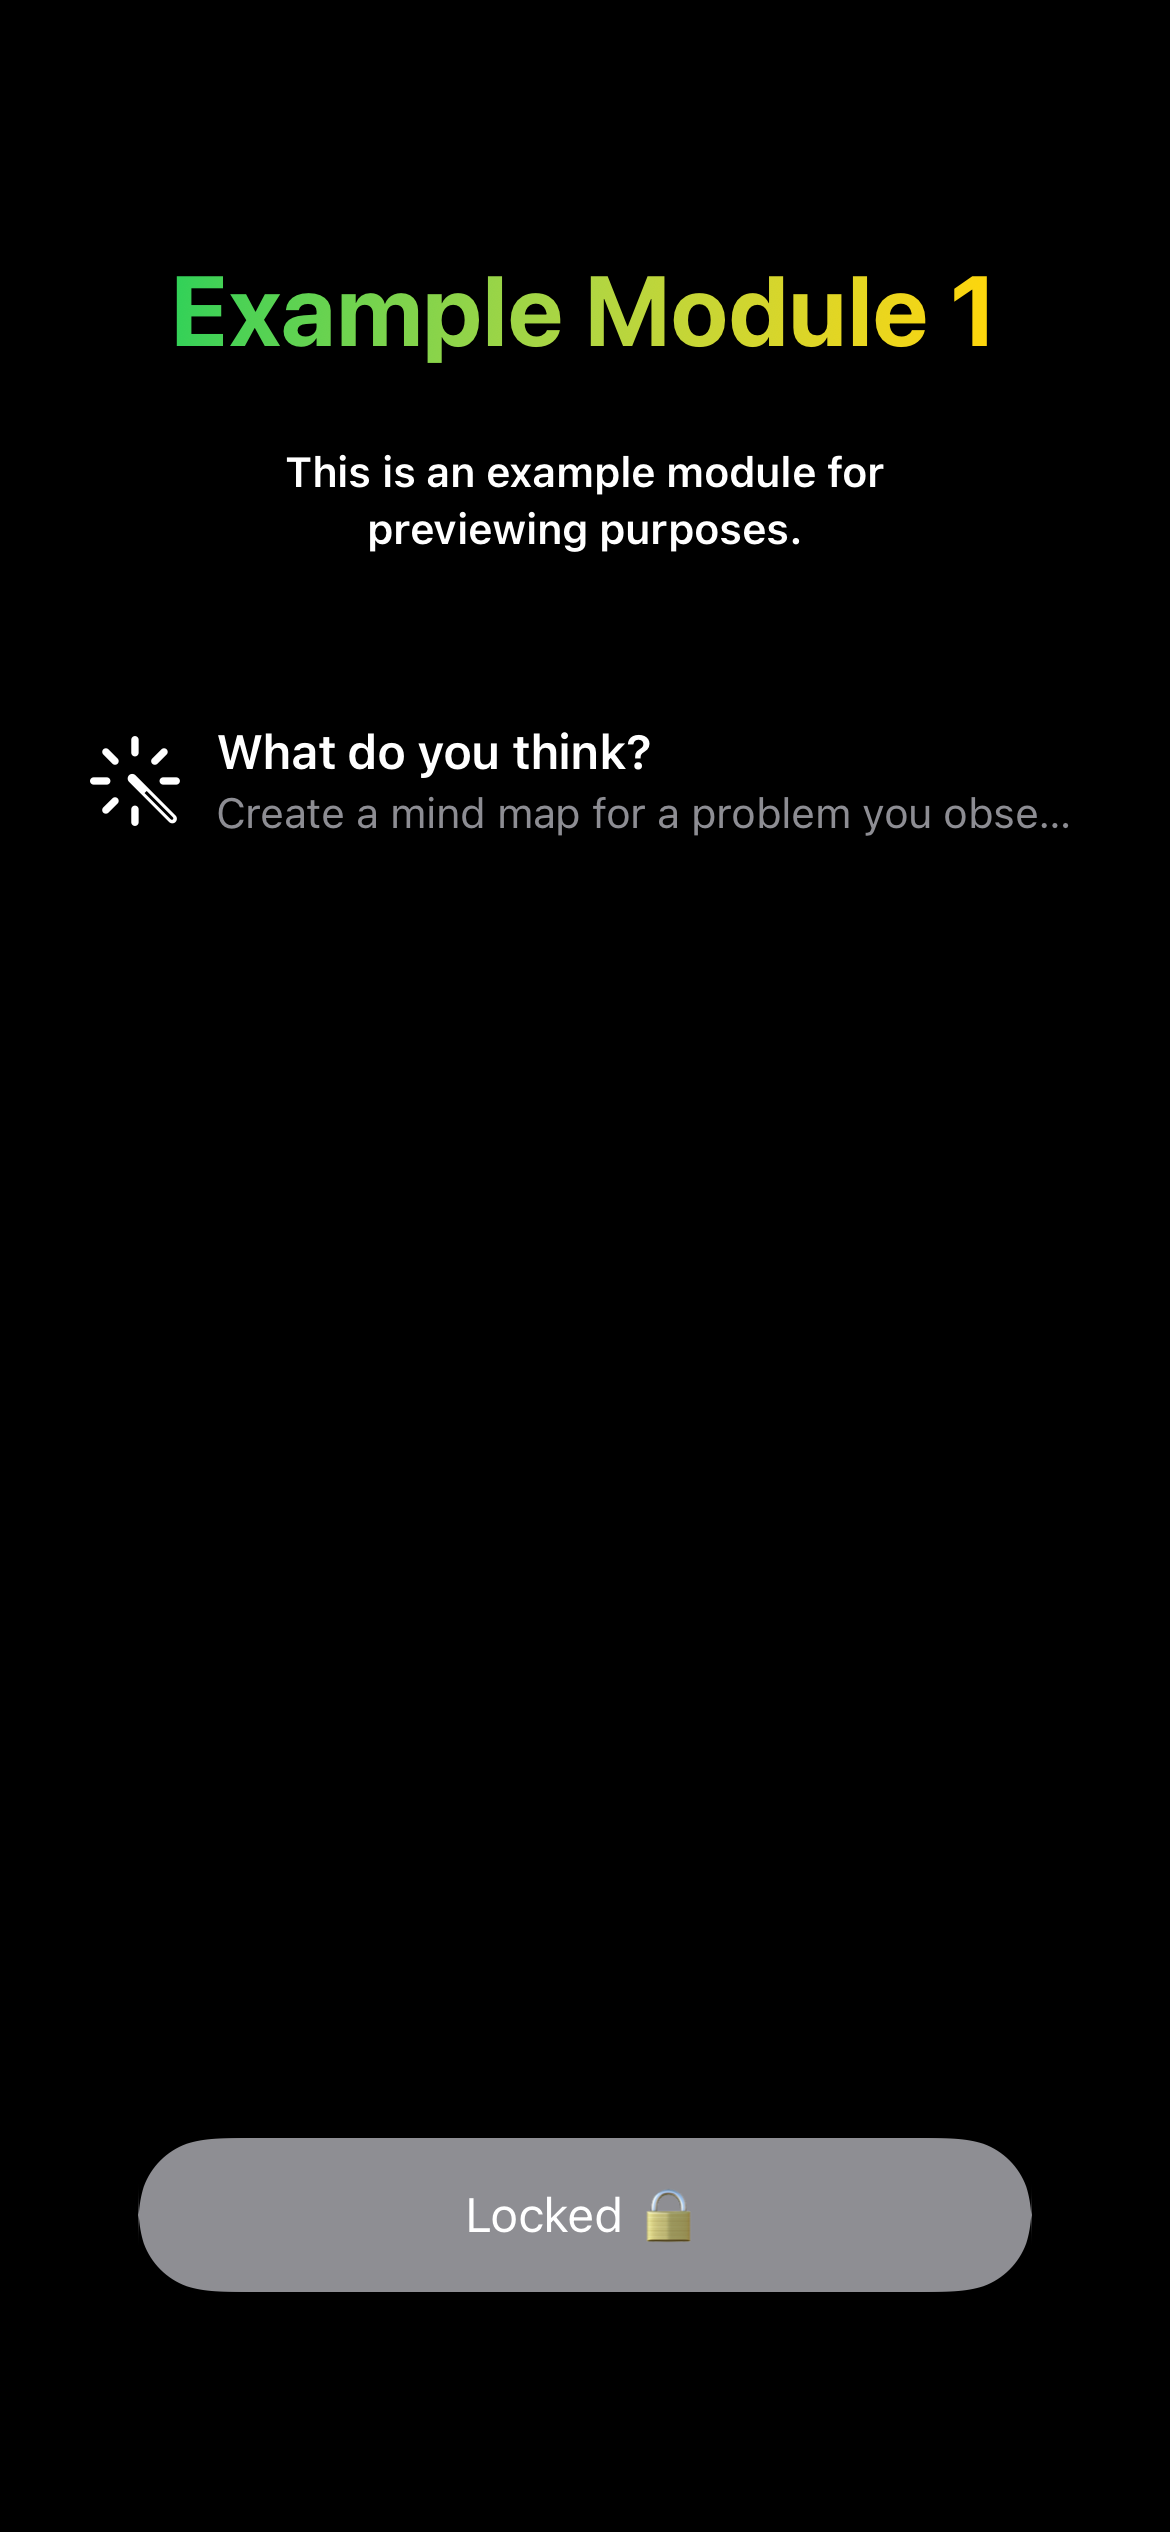 Example Module 1
This is an example module for
previewing purposes.
What do you think?
Create a mind map for a problem you obse...
Locked 🔒